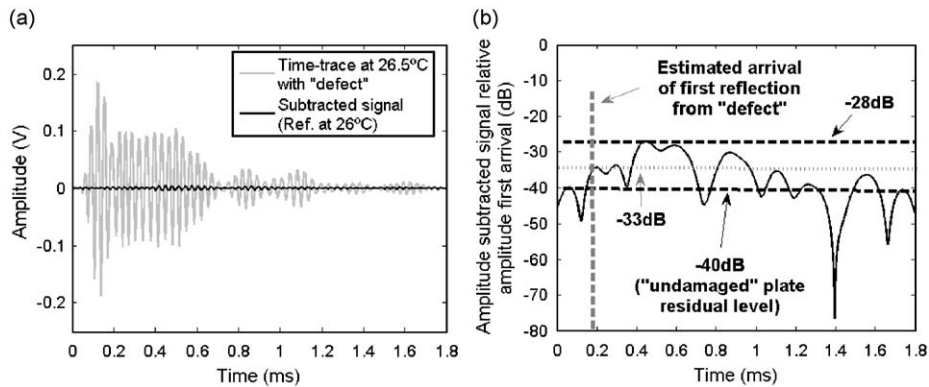 (a)
Time-trace at 26.5ºC
with "defect"
Subtracted signal
(Ref. at 26ºC)
Amplitude (V)
0.2
0.1
0
-0.1
-0.2
0 0.2 0.4 0.6 0.8 1 1.2 1.4 1.6 1.8
Time (ms)
(b)
Amplitude subtracted signal relative
amplitude first arrival (dB)
0
-10
-20
-30
-40
-50
-60
-70
-80
Estimated arrival
of first reflection
from "defect"
-28dB
-33dB
-40dB
("undamaged" plate
residual level)
0 0.2 0.4 0.6 0.8 1 1.2 1.4 1.6 1.8
Time (ms)